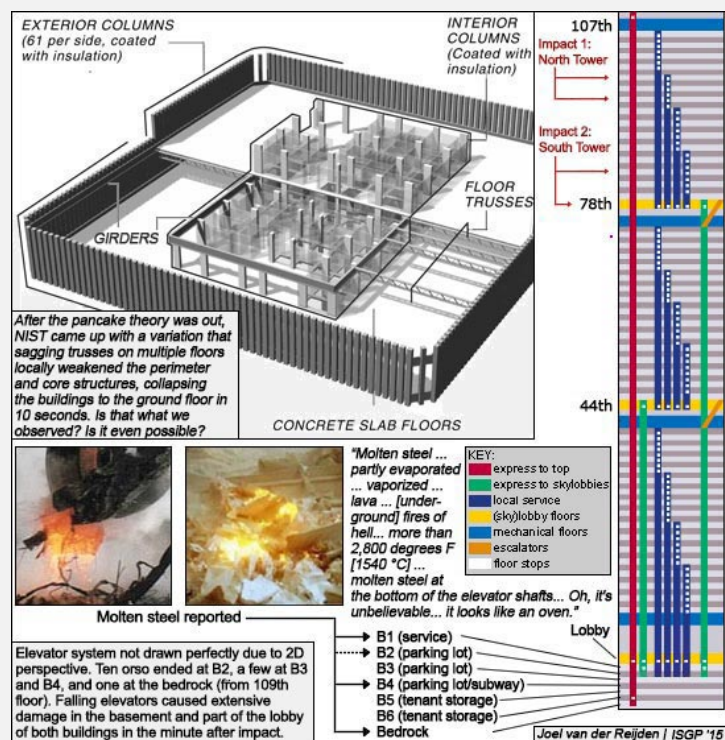 EXTERIOR COLUMNS
(61 per side, coated
with insulation)
INTERIOR
COLUMNS
(Coated with
insulation)
GIRDERS
FLOOR
TRUSSES
CONCRETE SLAB FLOORS
After the pancake theory was out,
NIST came up with a variation that
sagging trusses on multiple floors
locally weakened the perimeter
and core structures, collapsing
the buildings to the ground floor in
10 seconds. Is that what we
observed? Is it even possible?
107th
Impact 1:
North Tower
Impact 2:
South Tower
78th
44th
"Molten steel ...
partly evaporated
... vaporized ...
lava ... [under-
ground] fires of
hell... more than
2,800 degrees F
[1540 °C] ...
molten steel at
the bottom of the elevator shafts... Oh, it's
unbelievable... it looks like an oven."
KEY:
express to top
express to skylobbies
local service
(sky)lobby floors
mechanical floors
escalators
floor stops
Molten steel reported
Lobby
B1 (service)
B2 (parking lot)
B3 (parking lot)
B4 (parking lot/subway)
B5 (tenant storage)
B6 (tenant storage)
Bedrock
Elevator system not drawn perfectly due to 2D
perspective. Ten orso ended at B2, a few at B3
and B4, and one at the bedrock (from 109th
floor). Falling elevators caused extensive
damage in the basement and part of the lobby
of both buildings in the minute after impact.
Joel van der Reijden | ISGP '15